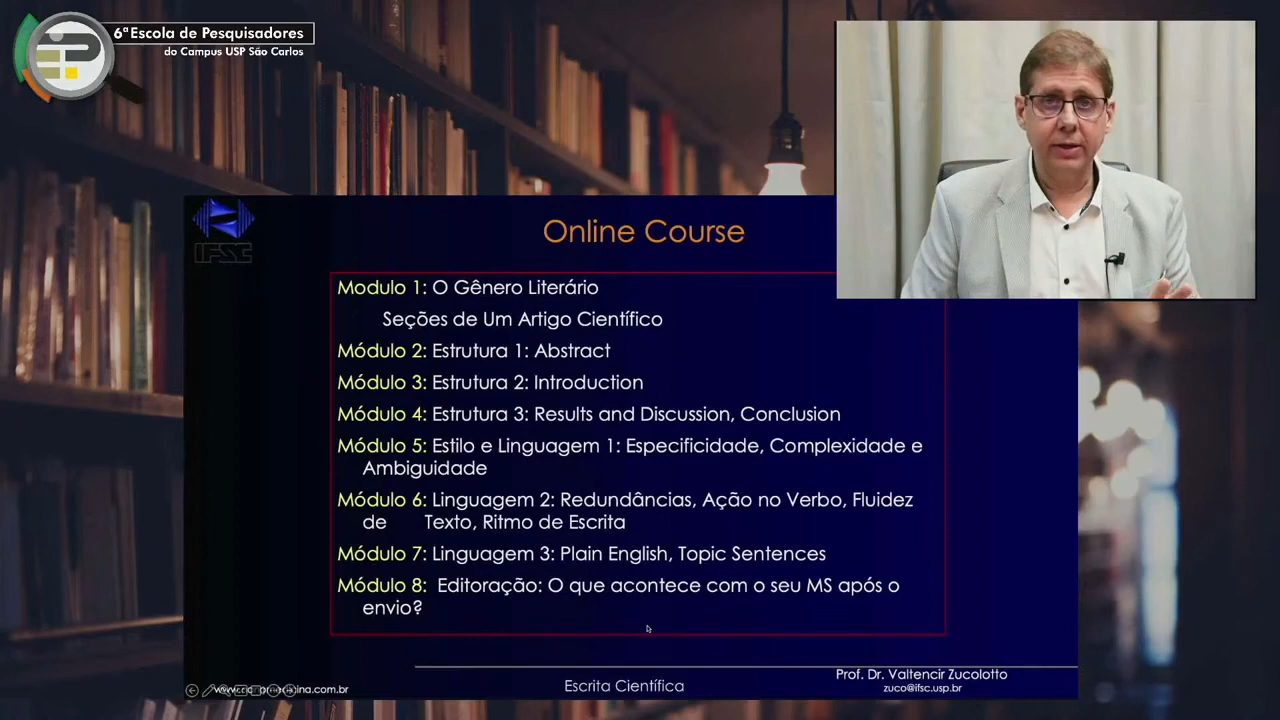 6ª Escola de Pesquisadores
do Campus USP São Carlos
IFSC
Online Course
Modulo 1: O Gênero Literário
Seções de Um Artigo Científico
Módulo 2: Estrutura 1: Abstract
Módulo 3: Estrutura 2: Introduction
Módulo 4: Estrutura 3: Results and Discussion, Conclusion
Módulo 5: Estilo e Linguagem 1: Especificidade, Complexidade e
Ambiguidade
Módulo 6: Linguagem 2: Redundâncias, Ação no Verbo, Fluidez
de Texto, Ritmo de Escrita
Módulo 7: Linguagem 3: Plain English, Topic Sentences
Módulo 8: Editoração: O que acontece com o seu MS após o
envio?
Prof. Dr. Valtencir Zucolotto
Escrita Científica
zuco@ifsc.usp.br